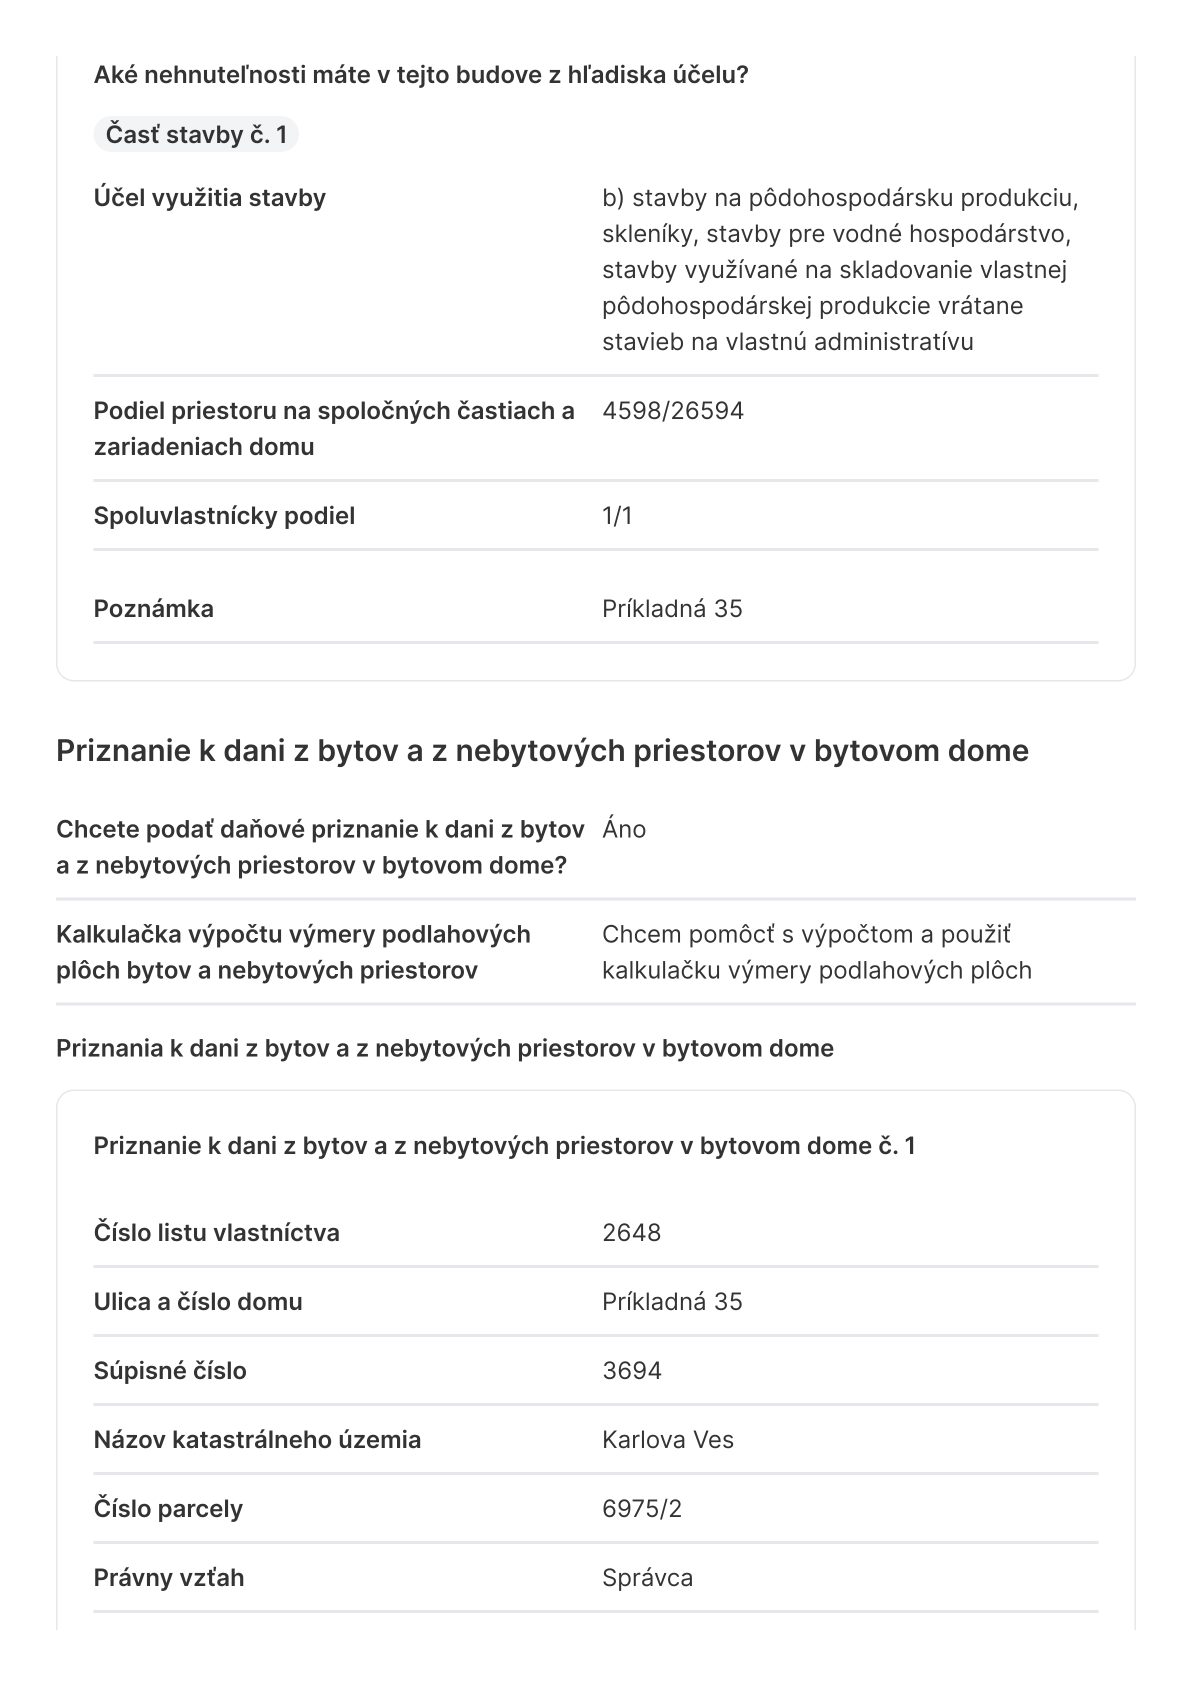 Aké nehnuteľnosti máte v tejto budove z hľadiska účelu?
Časť stavby č. 1
Účel využitia stavby
b) stavby na pôdohospodársku produkciu,
skleníky, stavby pre vodné hospodárstvo,
stavby využívané na skladovanie vlastnej
pôdohospodárskej produkcie vrátane
stavieb na vlastnú administratívu
Podiel priestoru na spoločných častiach a
zariadeniach domu
4598/26594
Spoluvlastnícky podiel
1/1
Poznámka
Príkladná 35
Priznanie k dani z bytov a z nebytových priestorov v bytovom dome
Chcete podať daňové priznanie k dani z bytov
a z nebytových priestorov v bytovom dome?
Áno
Kalkulačka výpočtu výmery podlahových
plôch bytov a nebytových priestorov
Chcem pomôcť s výpočtom a použiť
kalkulačku výmery podlahových plôch
Priznania k dani z bytov a z nebytových priestorov v bytovom dome
Priznanie k dani z bytov a z nebytových priestorov v bytovom dome č. 1
Číslo listu vlastníctva
2648
Ulica a číslo domu
Príkladná 35
Súpisné číslo
3694
Názov katastrálneho územia
Karlova Ves
Číslo parcely
6975/2
Právny vzťah
Správca